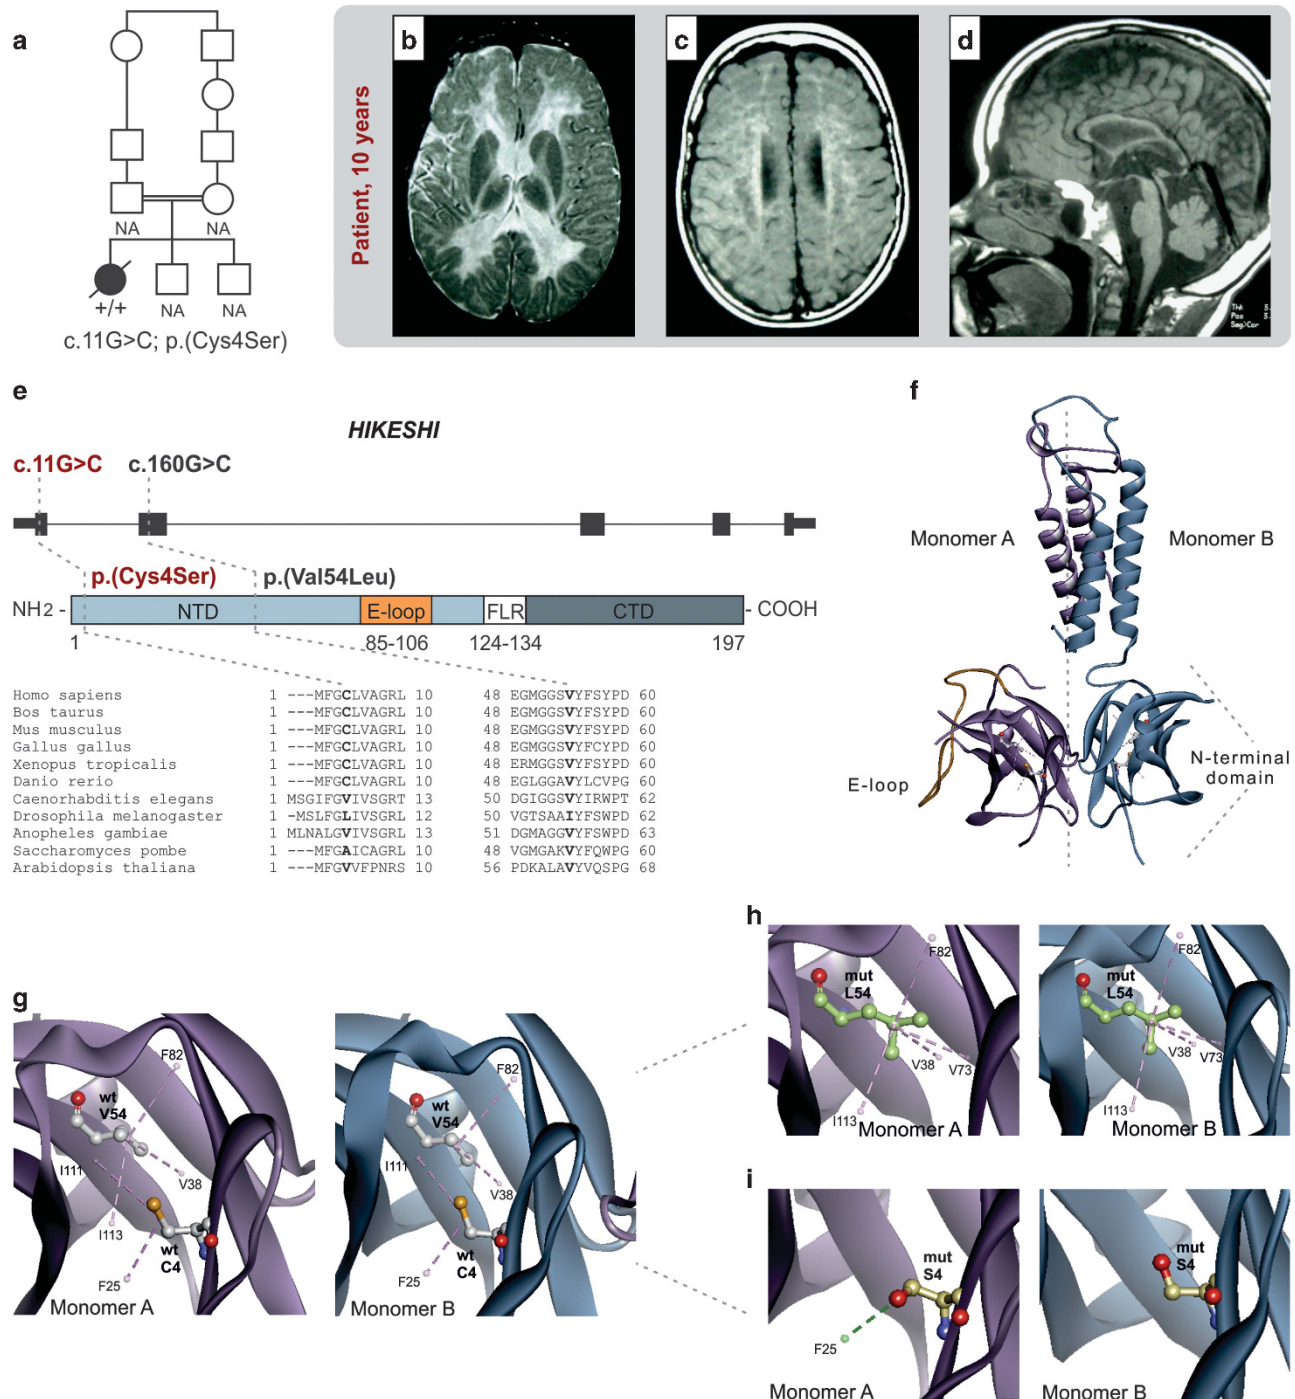 a
NA NA
+/+ NA NA
c.11G>C; p.(Cys4Ser)
Patient, 10 years
b
c
d
Thk 3.
Pos 3.
Sag>Cor
e
HIKESHI
c.11G>C c.160G>C
p.(Cys4Ser) p.(Val54Leu)
NH2 - NTD E-loop FLR CTD - COOH
1 85-106 124-134 197
Homo sapiens 1 ---MFGCLVAGRL 10 48 EGMGGSVYFSYPD 60
Bos taurus 1 ---MFGCLVAGRL 10 48 EGMGGSVYFSYPD 60
Mus musculus 1 ---MFGCLVAGRL 10 48 EGMGGSVYFSYPD 60
Gallus gallus 1 ---MFGCLVAGRL 10 48 EGMGGSVYFCYPD 60
Xenopus tropicalis 1 ---MFGCLVAGRL 10 48 ERMGGSVYFSYPD 60
Danio rerio 1 ---MFGCLVAGRL 10 48 EGLGGAVYLCVPG 60
Caenorhabditis elegans 1 MSGIFGVIVSGRT 13 50 DGIGGSVYIRWPT 62
Drosophila melanogaster 1 -MSLFGLIVSGRL 12 50 VGTSAAIYFSWPD 62
Anopheles gambiae 1 MLNALGVIVSGRL 13 51 DGMAGGVYFSWPD 63
Saccharomyces pombe 1 ---MFGAICAGRL 10 48 VGMGAKVYFQWPG 60
Arabidopsis thaliana 1 ---MFGVVFPNRS 10 56 PDKALAVYVQSPG 68
f
Monomer A Monomer B
E-loop
N-terminal
domain
g
F82
wt
V54
I111
V38
I113
wt
C4
F25
Monomer A
F82
wt
V54
I111
V38
wt
C4
F25
Monomer B
h
F82
mut
L54
V38 V73
I113
Monomer A
F82
mut
L54
V38 V73
I113
Monomer B
i
mut
S4
F25
Monomer A
mut
S4
Monomer B